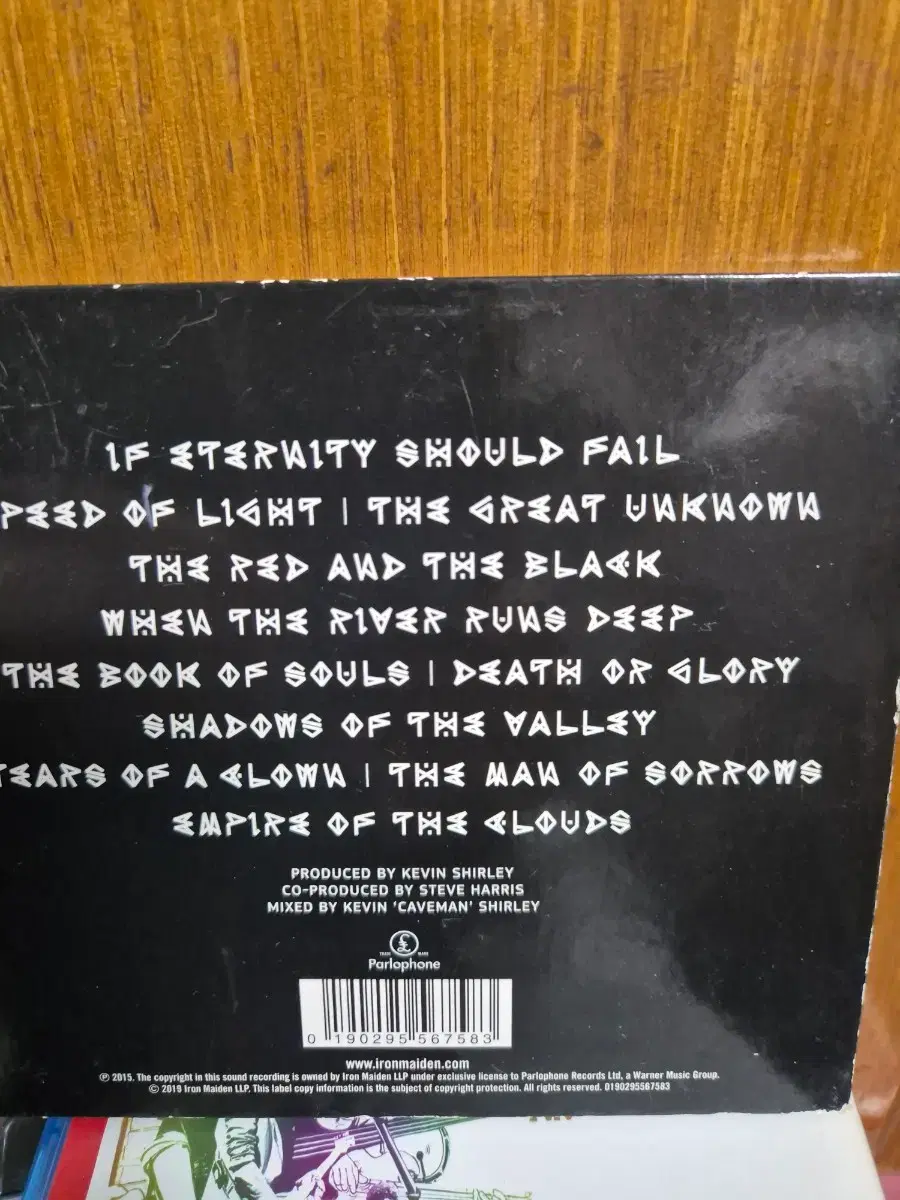 IF ETERNITY SHOULD FAIL
PEED OF LIGHT | THE GREAT UNKNOWN
THE RED AND THE BLACK
WHEN THE RIVER RUNS DEEP
THE BOOK OF SOULS | DEATH OR GLORY
SHADOWS OF THE VALLEY
TEARS OF A CLOWN | THE MAN OF SORROWS
EMPIRE OF THE CLOUDS
PRODUCED BY KEVIN SHIRLEY
CO-PRODUCED BY STEVE HARRIS
MIXED BY KEVIN 'CAVEMAN' SHIRLEY
£
TRADE MARK
Parlophone
0 190295 567583
www.ironmaiden.com
℗ 2015. The copyright in this sound recording is owned by Iron Maiden LLP under exclusive license to Parlophone Records Ltd, a Warner Music Group.
© 2019 Iron Maiden LLP. This label copy information is the subject of copyright protection. All rights reserved. 0190295567583